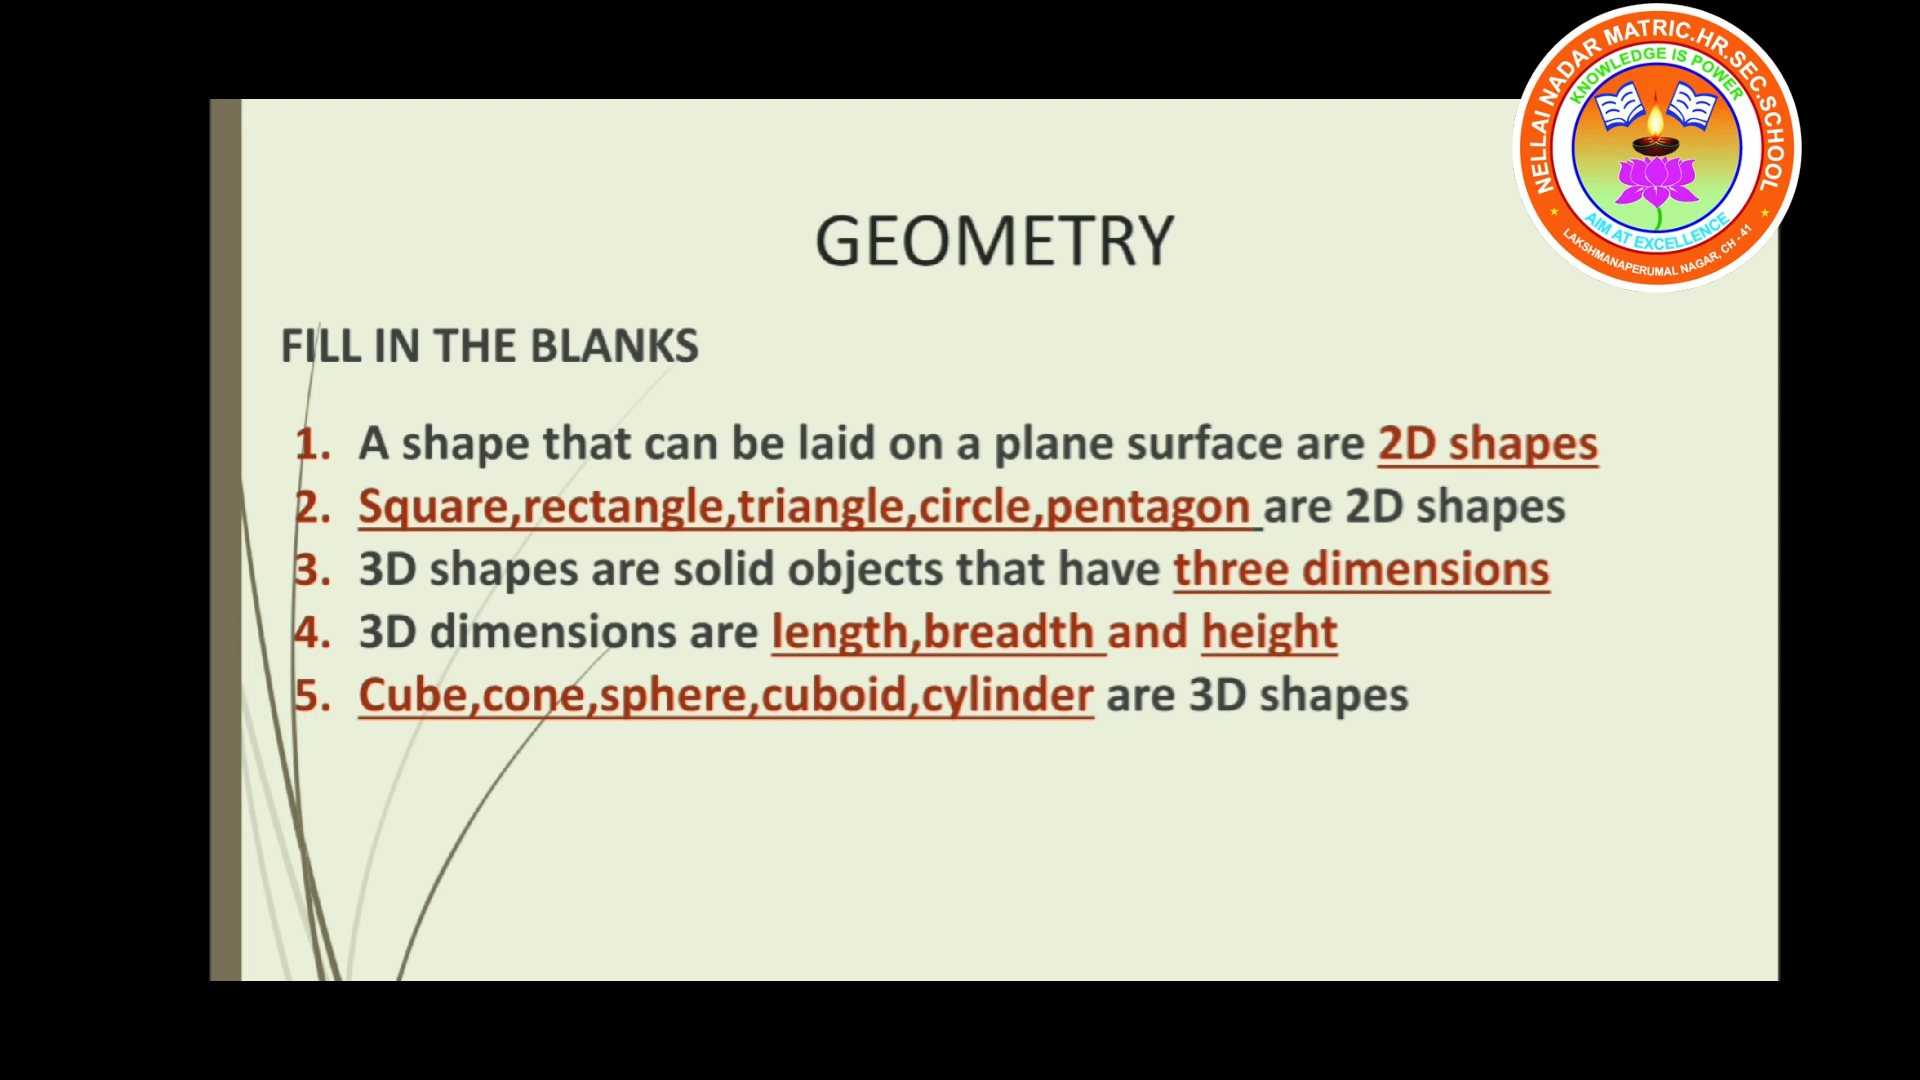 NELLAI NADAR MATRIC.HR.SEC.SCHOOL
KNOWLEDGE IS POWER
AIM AT EXCELLENCE
LAKSHMANAPERUMAL NAGAR, CH - 41
GEOMETRY
FILL IN THE BLANKS
1. A shape that can be laid on a plane surface are 2D shapes
2. Square,rectangle,triangle,circle,pentagon are 2D shapes
3. 3D shapes are solid objects that have three dimensions
4. 3D dimensions are length,breadth and height
5. Cube,cone,sphere,cuboid,cylinder are 3D shapes